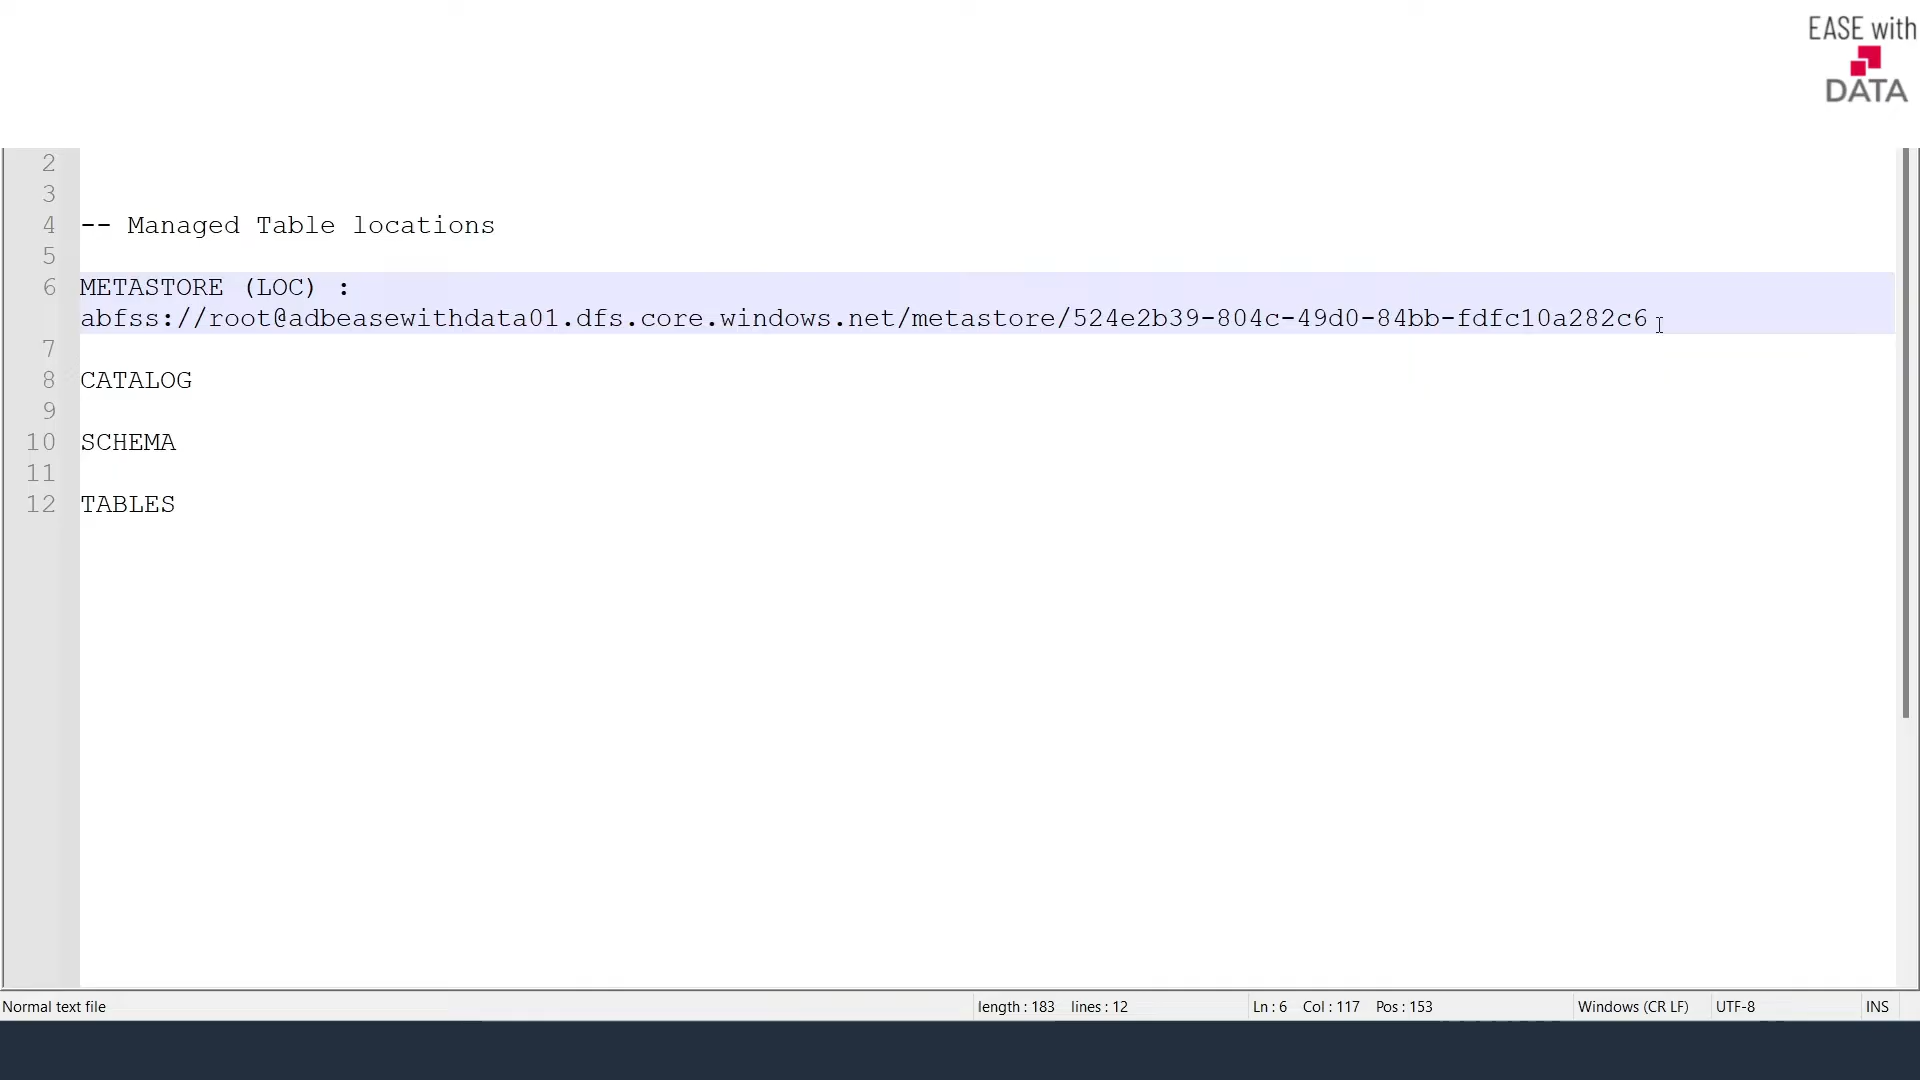 EASE with
DATA
2
3
4 -- Managed Table locations
5
6 METASTORE (LOC) :
abfss://root@adbeasewithdata01.dfs.core.windows.net/metastore/524e2b39-804c-49d0-84bb-fdfc10a282c6
7
8 CATALOG
9
10 SCHEMA
11
12 TABLES
Normal text file length : 183 lines : 12 Ln : 6 Col : 117 Pos : 153 Windows (CR LF) UTF-8 INS